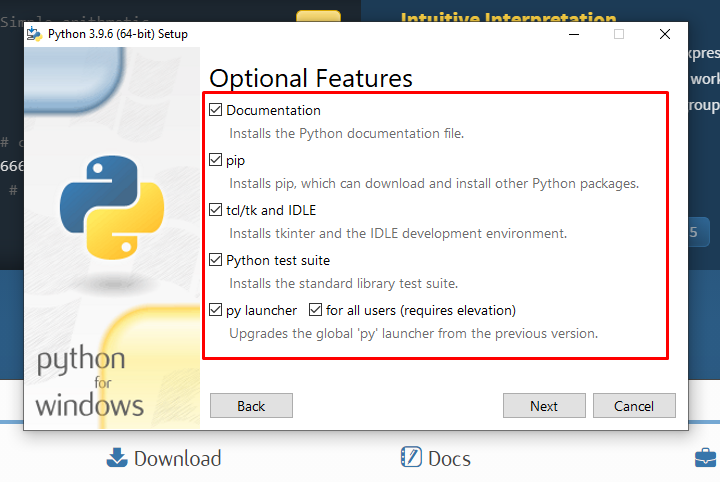 Simple arithmetic
Intuitive Interpretation
Python 3.9.6 (64-bit) Setup
Optional Features
Documentation
Installs the Python documentation file.
pip
Installs pip, which can download and install other Python packages.
tcl/tk and IDLE
Installs tkinter and the IDLE development environment.
Python test suite
Installs the standard library test suite.
py launcher for all users (requires elevation)
Upgrades the global 'py' launcher from the previous version.
python
for
windows
Back Next Cancel
xpres
work
group
# c
666
#
5
Download Docs